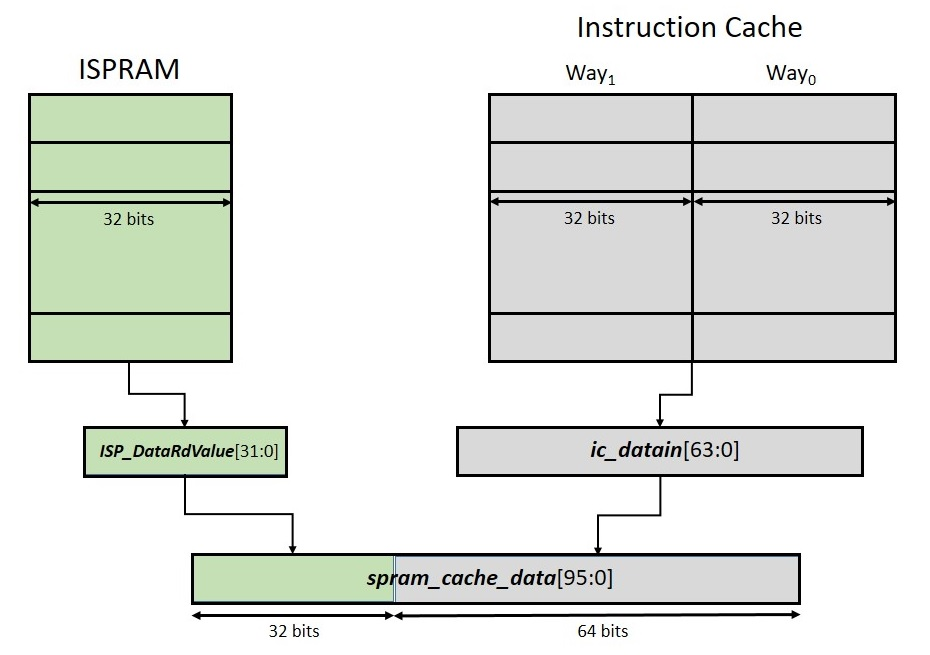 Instruction Cache
ISPRAM
Way1
Way0
32 bits
32 bits
32 bits
ISP_DataRdValue[31:0]
ic_datain[63:0]
spram_cache_data[95:0]
32 bits
64 bits